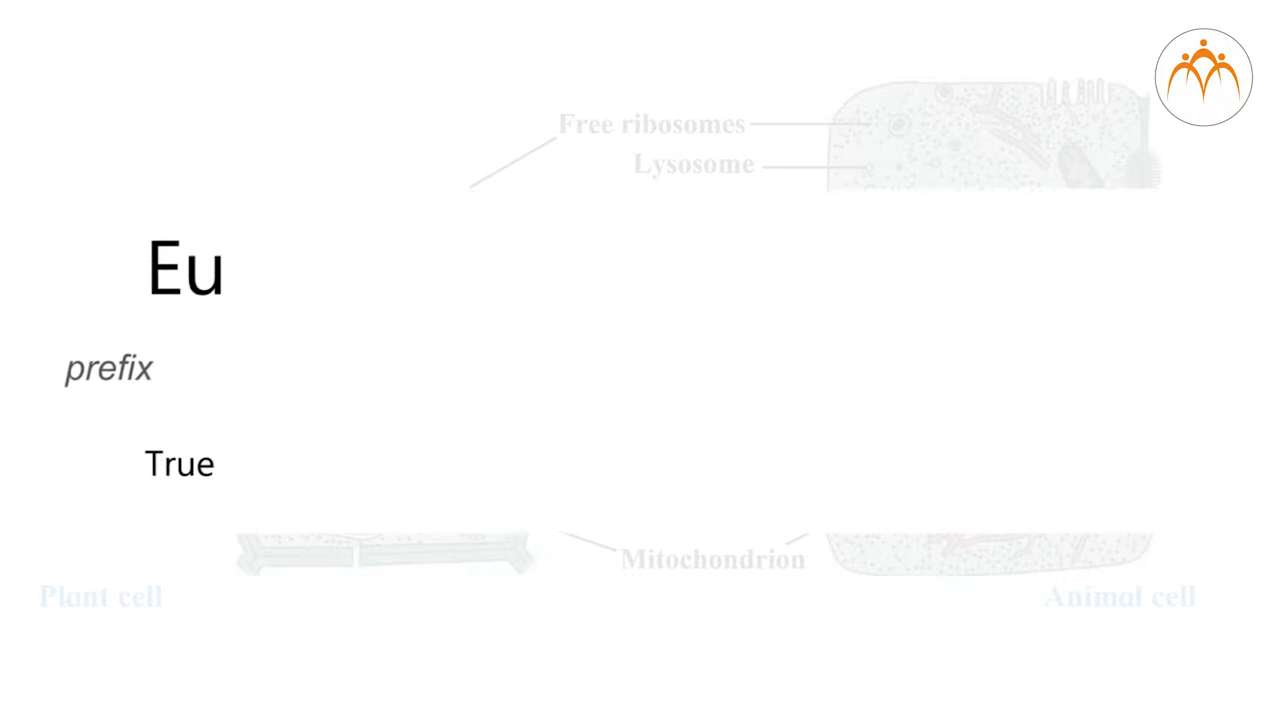 Free ribosomes
Lysosome
Eu
prefix
True
Mitochondrion
Plant cell
Animal cell